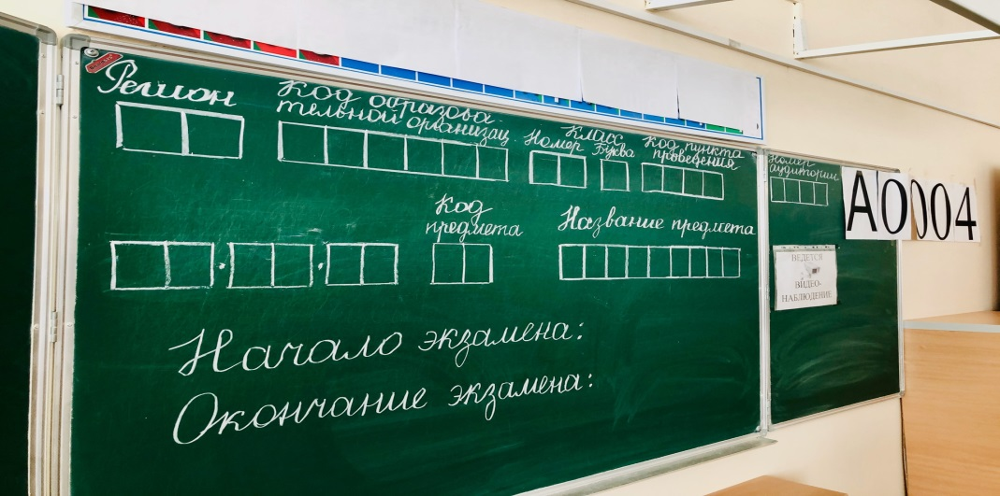 Регион
Код образова-
тельной организац.
Класс
Номер Буква
Код пункта
проведения
Номер
аудитории
А0004
Код
предмета
Название предмета
ВЕДЕТСЯ
ВИДЕО-
НАБЛЮДЕНИЕ
Начало экзамена:
Окончание экзамена: